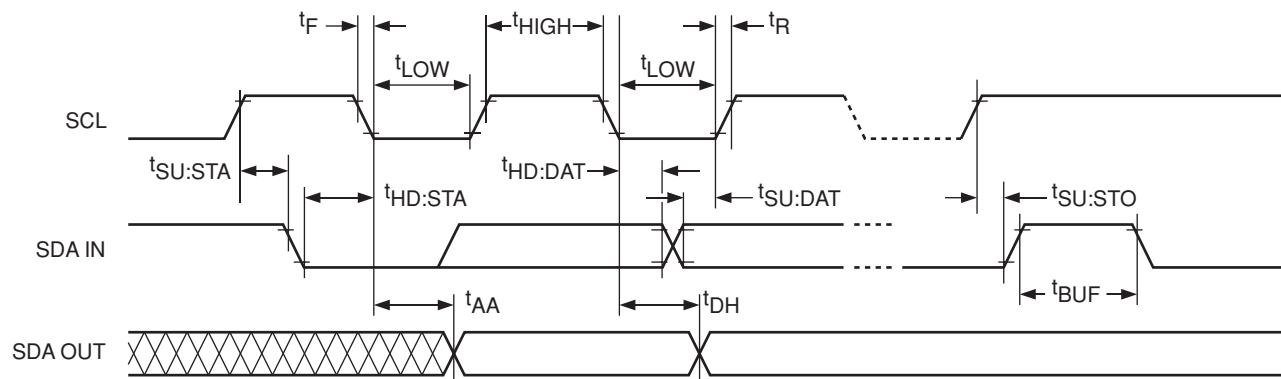 tF
tHIGH
tR
tLOW
tLOW
SCL
tSU:STA
tHD:DAT
tHD:STA
tSU:DAT
tSU:STO
SDA IN
tBUF
tAA
tDH
SDA OUT